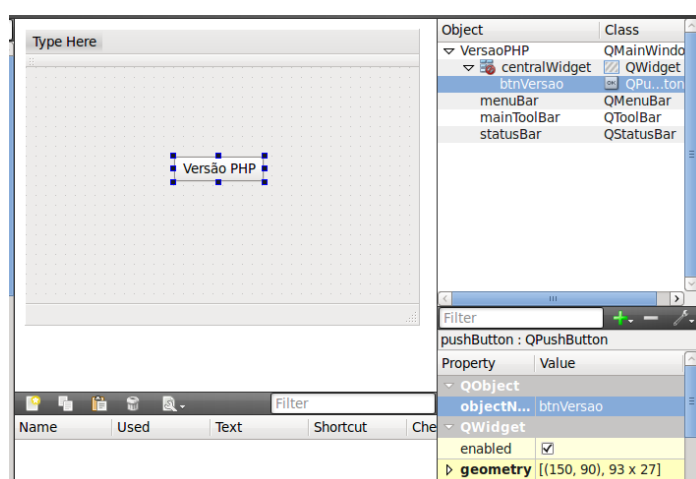 Type Here
Versão PHP
Object Class
VersaoPHP QMainWindo
centralWidget QWidget
btnVersao QPu...ton
menuBar QMenuBar
mainToolBar QToolBar
statusBar QStatusBar
Filter
pushButton : QPushButton
Property Value
QObject
objectN... btnVersao
QWidget
enabled
geometry [(150, 90), 93 x 27]
Filter
Name Used Text Shortcut Che